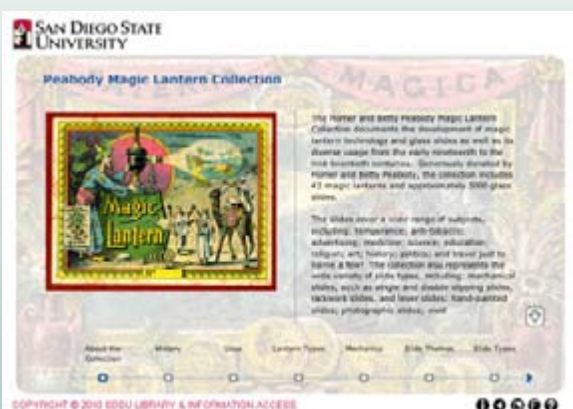 SAN DIEGO STATE
UNIVERSITY
Peabody Magic Lantern Collection
LANTERNA MAGICA
Magic
Lantern
The Homer and Betty Peabody Magic Lantern
Collection documents the development of magic
lantern technology and glass slides as well as its
diverse usage from the early nineteenth to the
mid twentieth centuries. Generously donated by
Homer and Betty Peabody, the collection includes
43 magic lanterns and approximately 5000 glass
slides.
The slides cover a wide range of subjects,
including: temperance; anti-tobacco;
advertising; medicine; science; education;
religion; art; history; politics; and travel just to
name a few! The collection also represents the
wide variety of slide types, including: mechanical
slides, such as single and double slipping slides,
rackwork slides, and lever slides; hand-painted
slides; photographic slides; and
About the
Collection
History
Uses
Lantern Types
Mechanics
Slide Themes
Slide Types
COPYRIGHT © 2010 SDSU LIBRARY & INFORMATION ACCESS